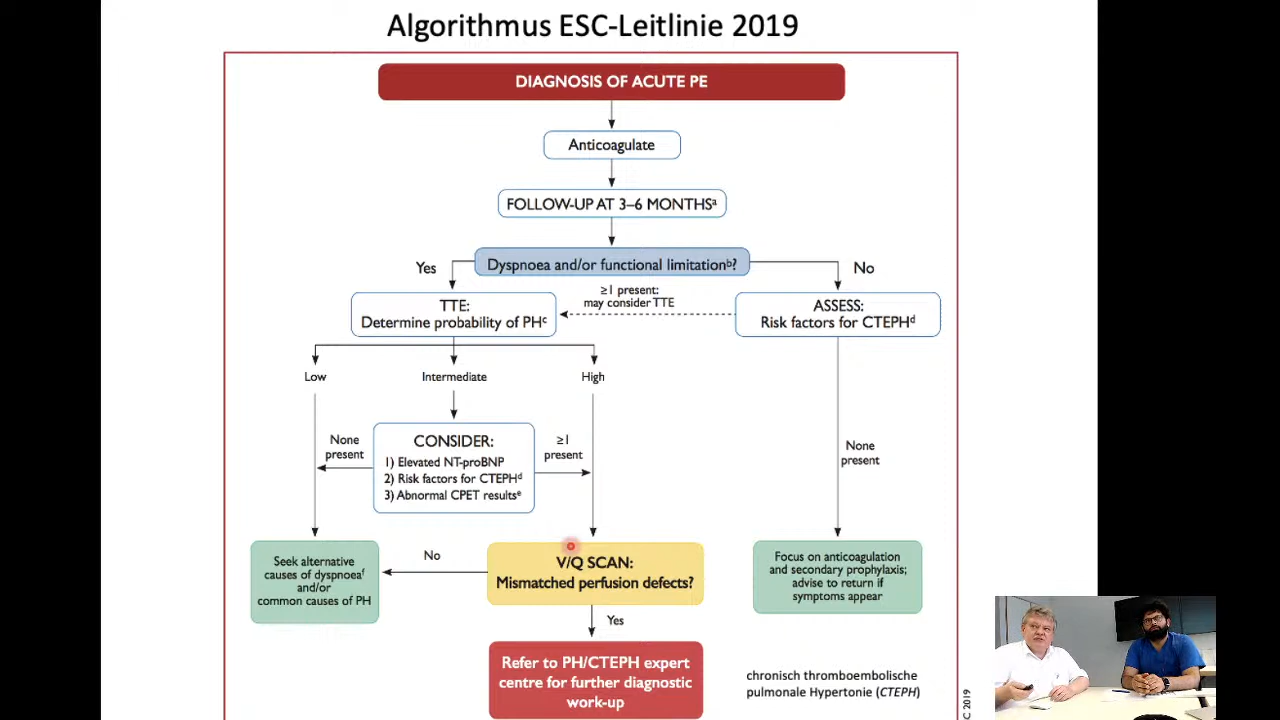 Algorithmus ESC-Leitlinie 2019
DIAGNOSIS OF ACUTE PE
Anticoagulate
FOLLOW-UP AT 3–6 MONTHSᵃ
Dyspnoea and/or functional limitationᵇ?
Yes
No
≥1 present:
may consider TTE
TTE:
Determine probability of PHᶜ
ASSESS:
Risk factors for CTEPHᵈ
Low
Intermediate
High
None
present
CONSIDER:
1) Elevated NT-proBNP
2) Risk factors for CTEPHᵈ
3) Abnormal CPET resultsᵉ
≥1
present
None
present
Seek alternative
causes of dyspnoeaᶠ
and/or
common causes of PH
No
V/Q SCAN:
Mismatched perfusion defects?
Focus on anticoagulation
and secondary prophylaxis;
advise to return if
symptoms appear
Yes
Refer to PH/CTEPH expert
centre for further diagnostic
work-up
chronisch thromboembolische
pulmonale Hypertonie (CTEPH)
C 2019